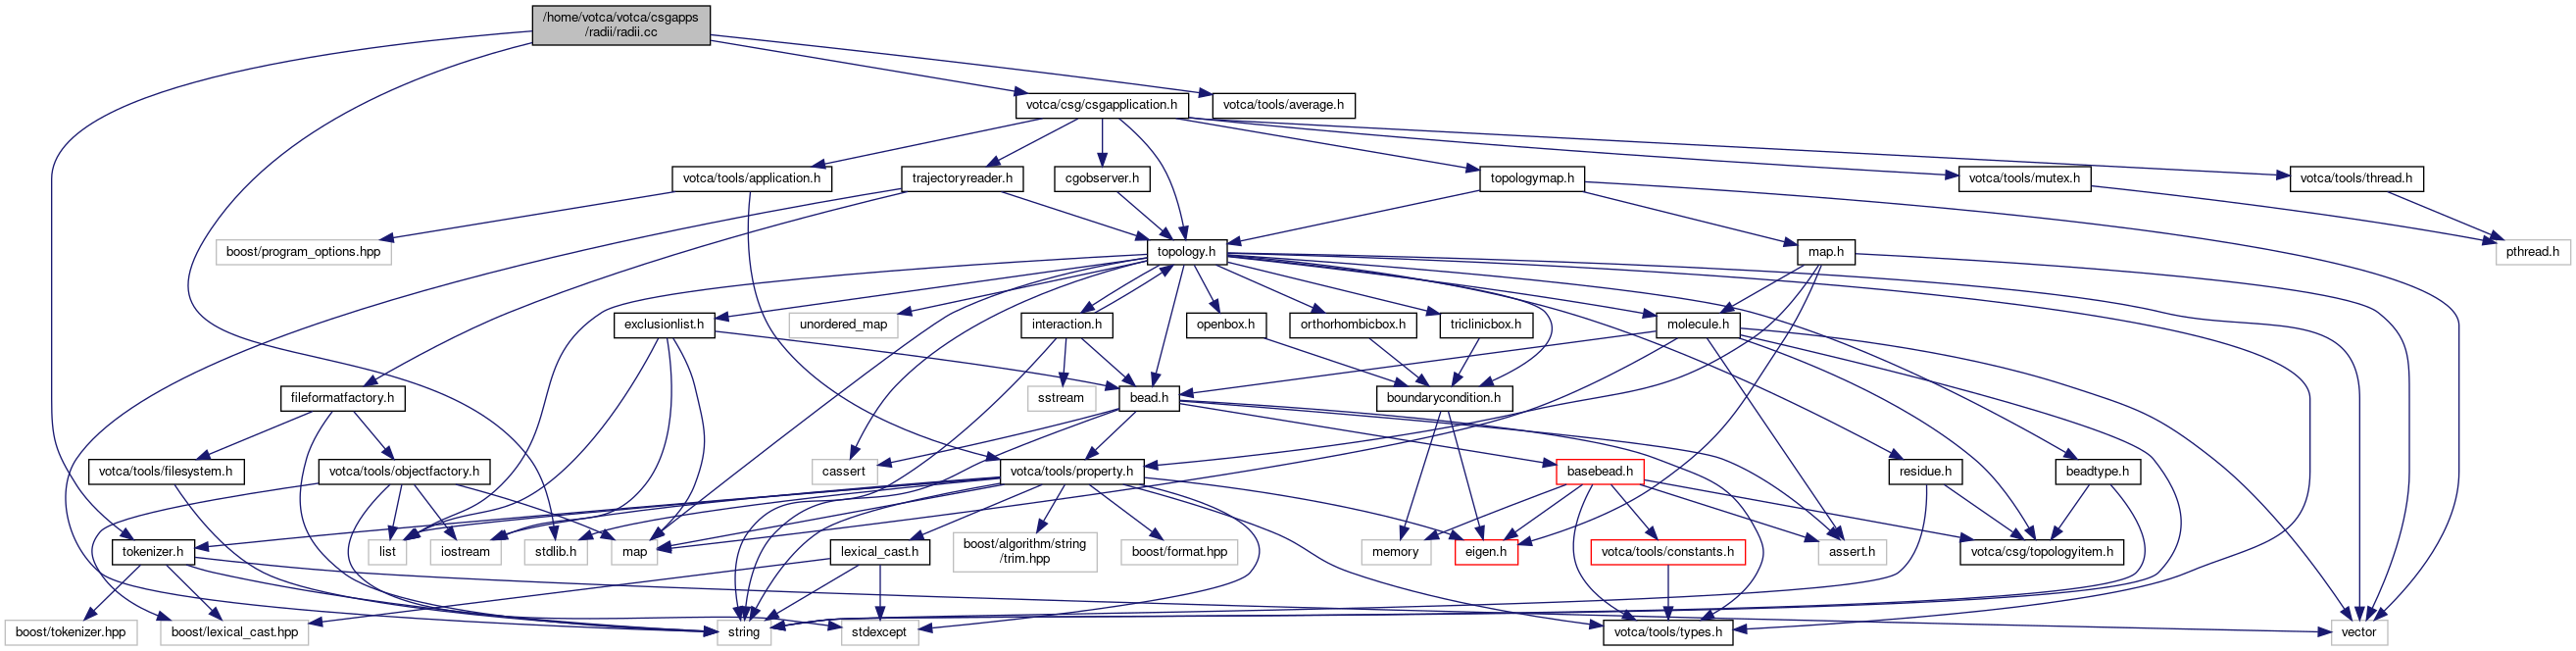 /home/votca/votca/csgapps
/radii/radii.cc
votca/csg/csgapplication.h
votca/tools/average.h
votca/tools/application.h
trajectoryreader.h
cgobserver.h
topologymap.h
votca/tools/mutex.h
votca/tools/thread.h
boost/program_options.hpp
topology.h
map.h
pthread.h
exclusionlist.h
unordered_map
interaction.h
openbox.h
orthorhombicbox.h
triclinicbox.h
molecule.h
fileformatfactory.h
sstream
bead.h
boundarycondition.h
votca/tools/filesystem.h
votca/tools/objectfactory.h
cassert
votca/tools/property.h
basebead.h
residue.h
beadtype.h
tokenizer.h
list
iostream
stdlib.h
map
lexical_cast.h
boost/algorithm/string
/trim.hpp
boost/format.hpp
memory
eigen.h
votca/tools/constants.h
assert.h
votca/csg/topologyitem.h
boost/tokenizer.hpp
boost/lexical_cast.hpp
string
stdexcept
votca/tools/types.h
vector